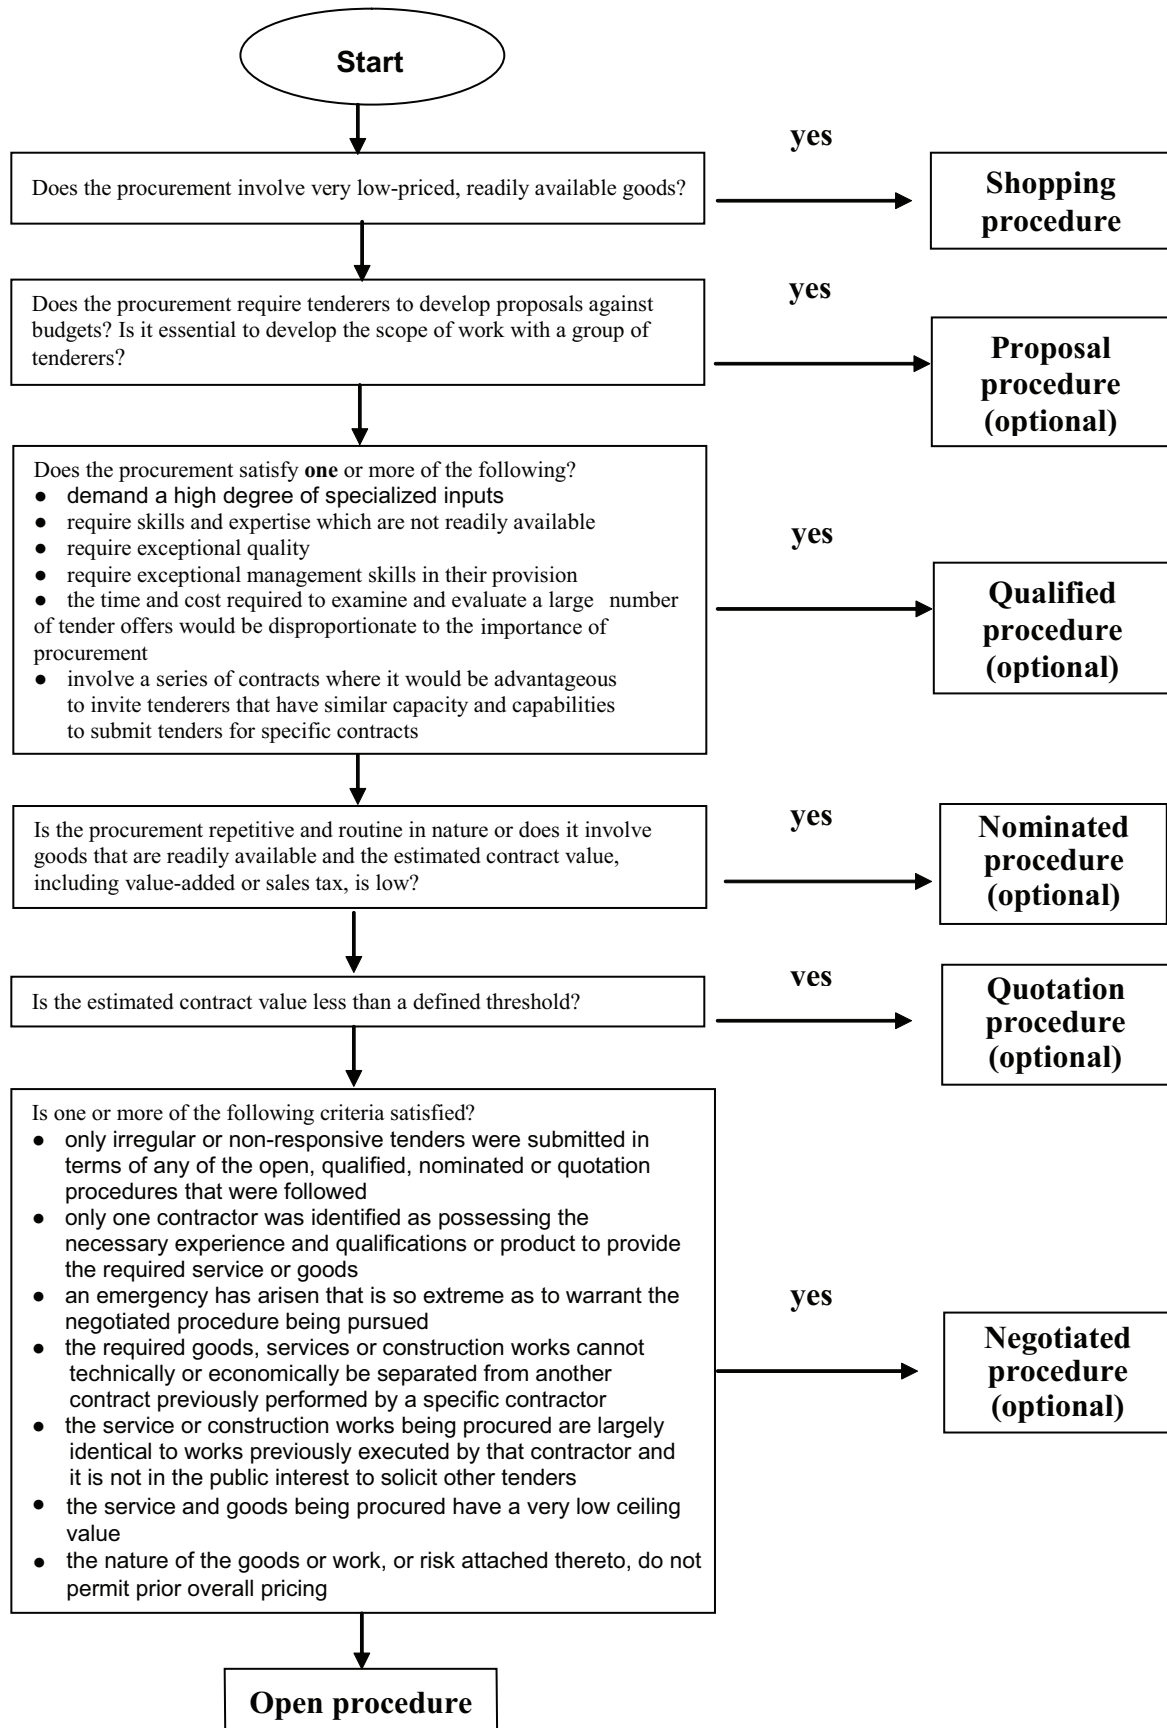 Start
yes
Does the procurement involve very low-priced, readily available goods?
Shopping
procedure
yes
Does the procurement require tenderers to develop proposals against
budgets? Is it essential to develop the scope of work with a group of
tenderers?
Proposal
procedure
(optional)
Does the procurement satisfy one or more of the following?
● demand a high degree of specialized inputs
● require skills and expertise which are not readily available
● require exceptional quality
● require exceptional management skills in their provision
● the time and cost required to examine and evaluate a large number
of tender offers would be disproportionate to the importance of
procurement
● involve a series of contracts where it would be advantageous
to invite tenderers that have similar capacity and capabilities
to submit tenders for specific contracts
yes
Qualified
procedure
(optional)
Is the procurement repetitive and routine in nature or does it involve
goods that are readily available and the estimated contract value,
including value-added or sales tax, is low?
yes
Nominated
procedure
(optional)
Is the estimated contract value less than a defined threshold?
yes
Quotation
procedure
(optional)
Is one or more of the following criteria satisfied?
● only irregular or non-responsive tenders were submitted in
terms of any of the open, qualified, nominated or quotation
procedures that were followed
● only one contractor was identified as possessing the
necessary experience and qualifications or product to provide
the required service or goods
● an emergency has arisen that is so extreme as to warrant the
negotiated procedure being pursued
● the required goods, services or construction works cannot
technically or economically be separated from another
contract previously performed by a specific contractor
● the service or construction works being procured are largely
identical to works previously executed by that contractor and
it is not in the public interest to solicit other tenders
● the service and goods being procured have a very low ceiling
value
● the nature of the goods or work, or risk attached thereto, do not
permit prior overall pricing
yes
Negotiated
procedure
(optional)
Open procedure